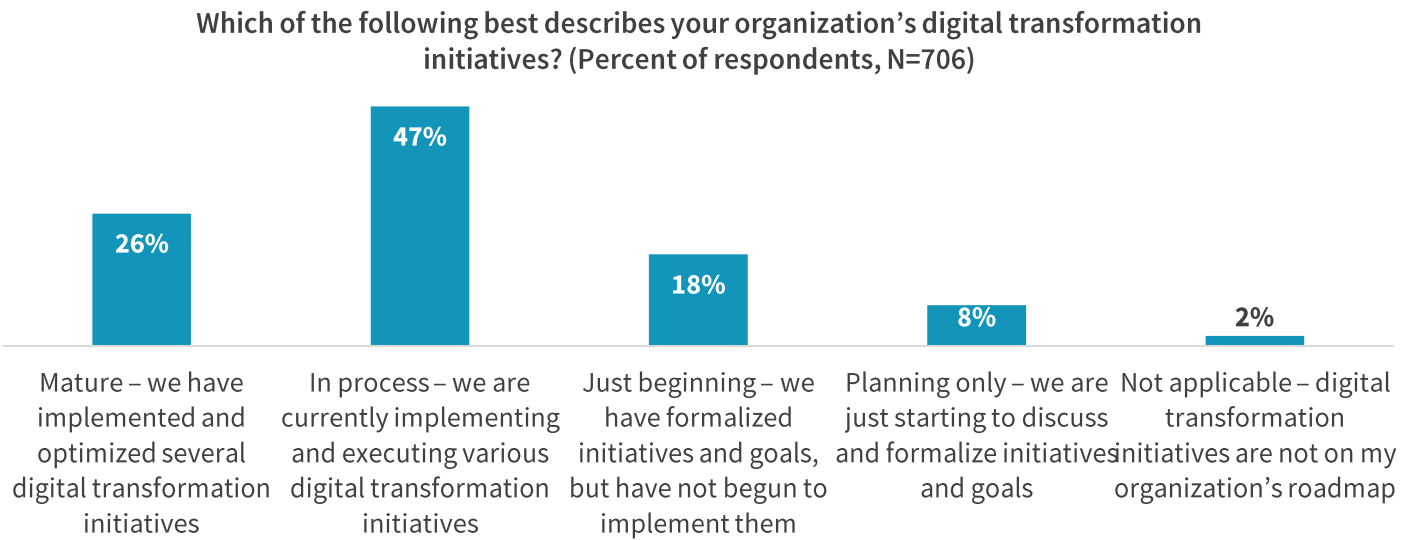 Which of the following best describes your organization’s digital transformation
initiatives? (Percent of respondents, N=706)
26%
47%
18%
8%
2%
Mature – we have
implemented and
optimized several
digital transformation
initiatives
In process – we are
currently implementing
and executing various
digital transformation
initiatives
Just beginning – we
have formalized
initiatives and goals,
but have not begun to
implement them
Planning only – we are
just starting to discuss
and formalize initiatives
and goals
Not applicable – digital
transformation
initiatives are not on my
organization’s roadmap